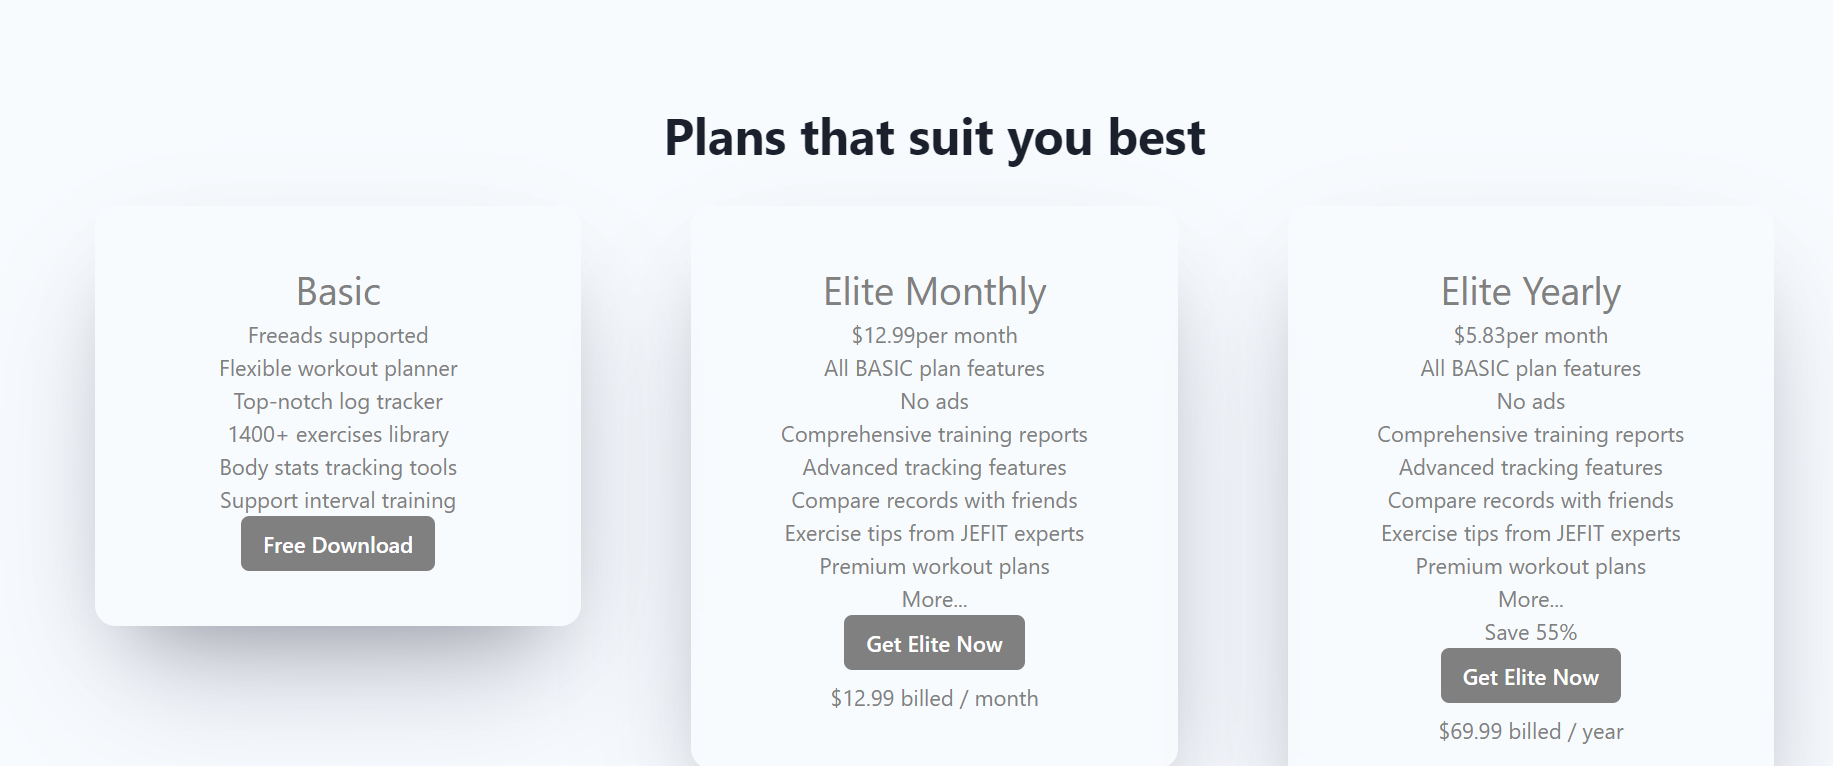 Plans that suit you best
Basic
Freeads supported
Flexible workout planner
Top-notch log tracker
1400+ exercises library
Body stats tracking tools
Support interval training
Free Download
Elite Monthly
$12.99per month
All BASIC plan features
No ads
Comprehensive training reports
Advanced tracking features
Compare records with friends
Exercise tips from JEFIT experts
Premium workout plans
More...
Get Elite Now
$12.99 billed / month
Elite Yearly
$5.83per month
All BASIC plan features
No ads
Comprehensive training reports
Advanced tracking features
Compare records with friends
Exercise tips from JEFIT experts
Premium workout plans
More...
Save 55%
Get Elite Now
$69.99 billed / year